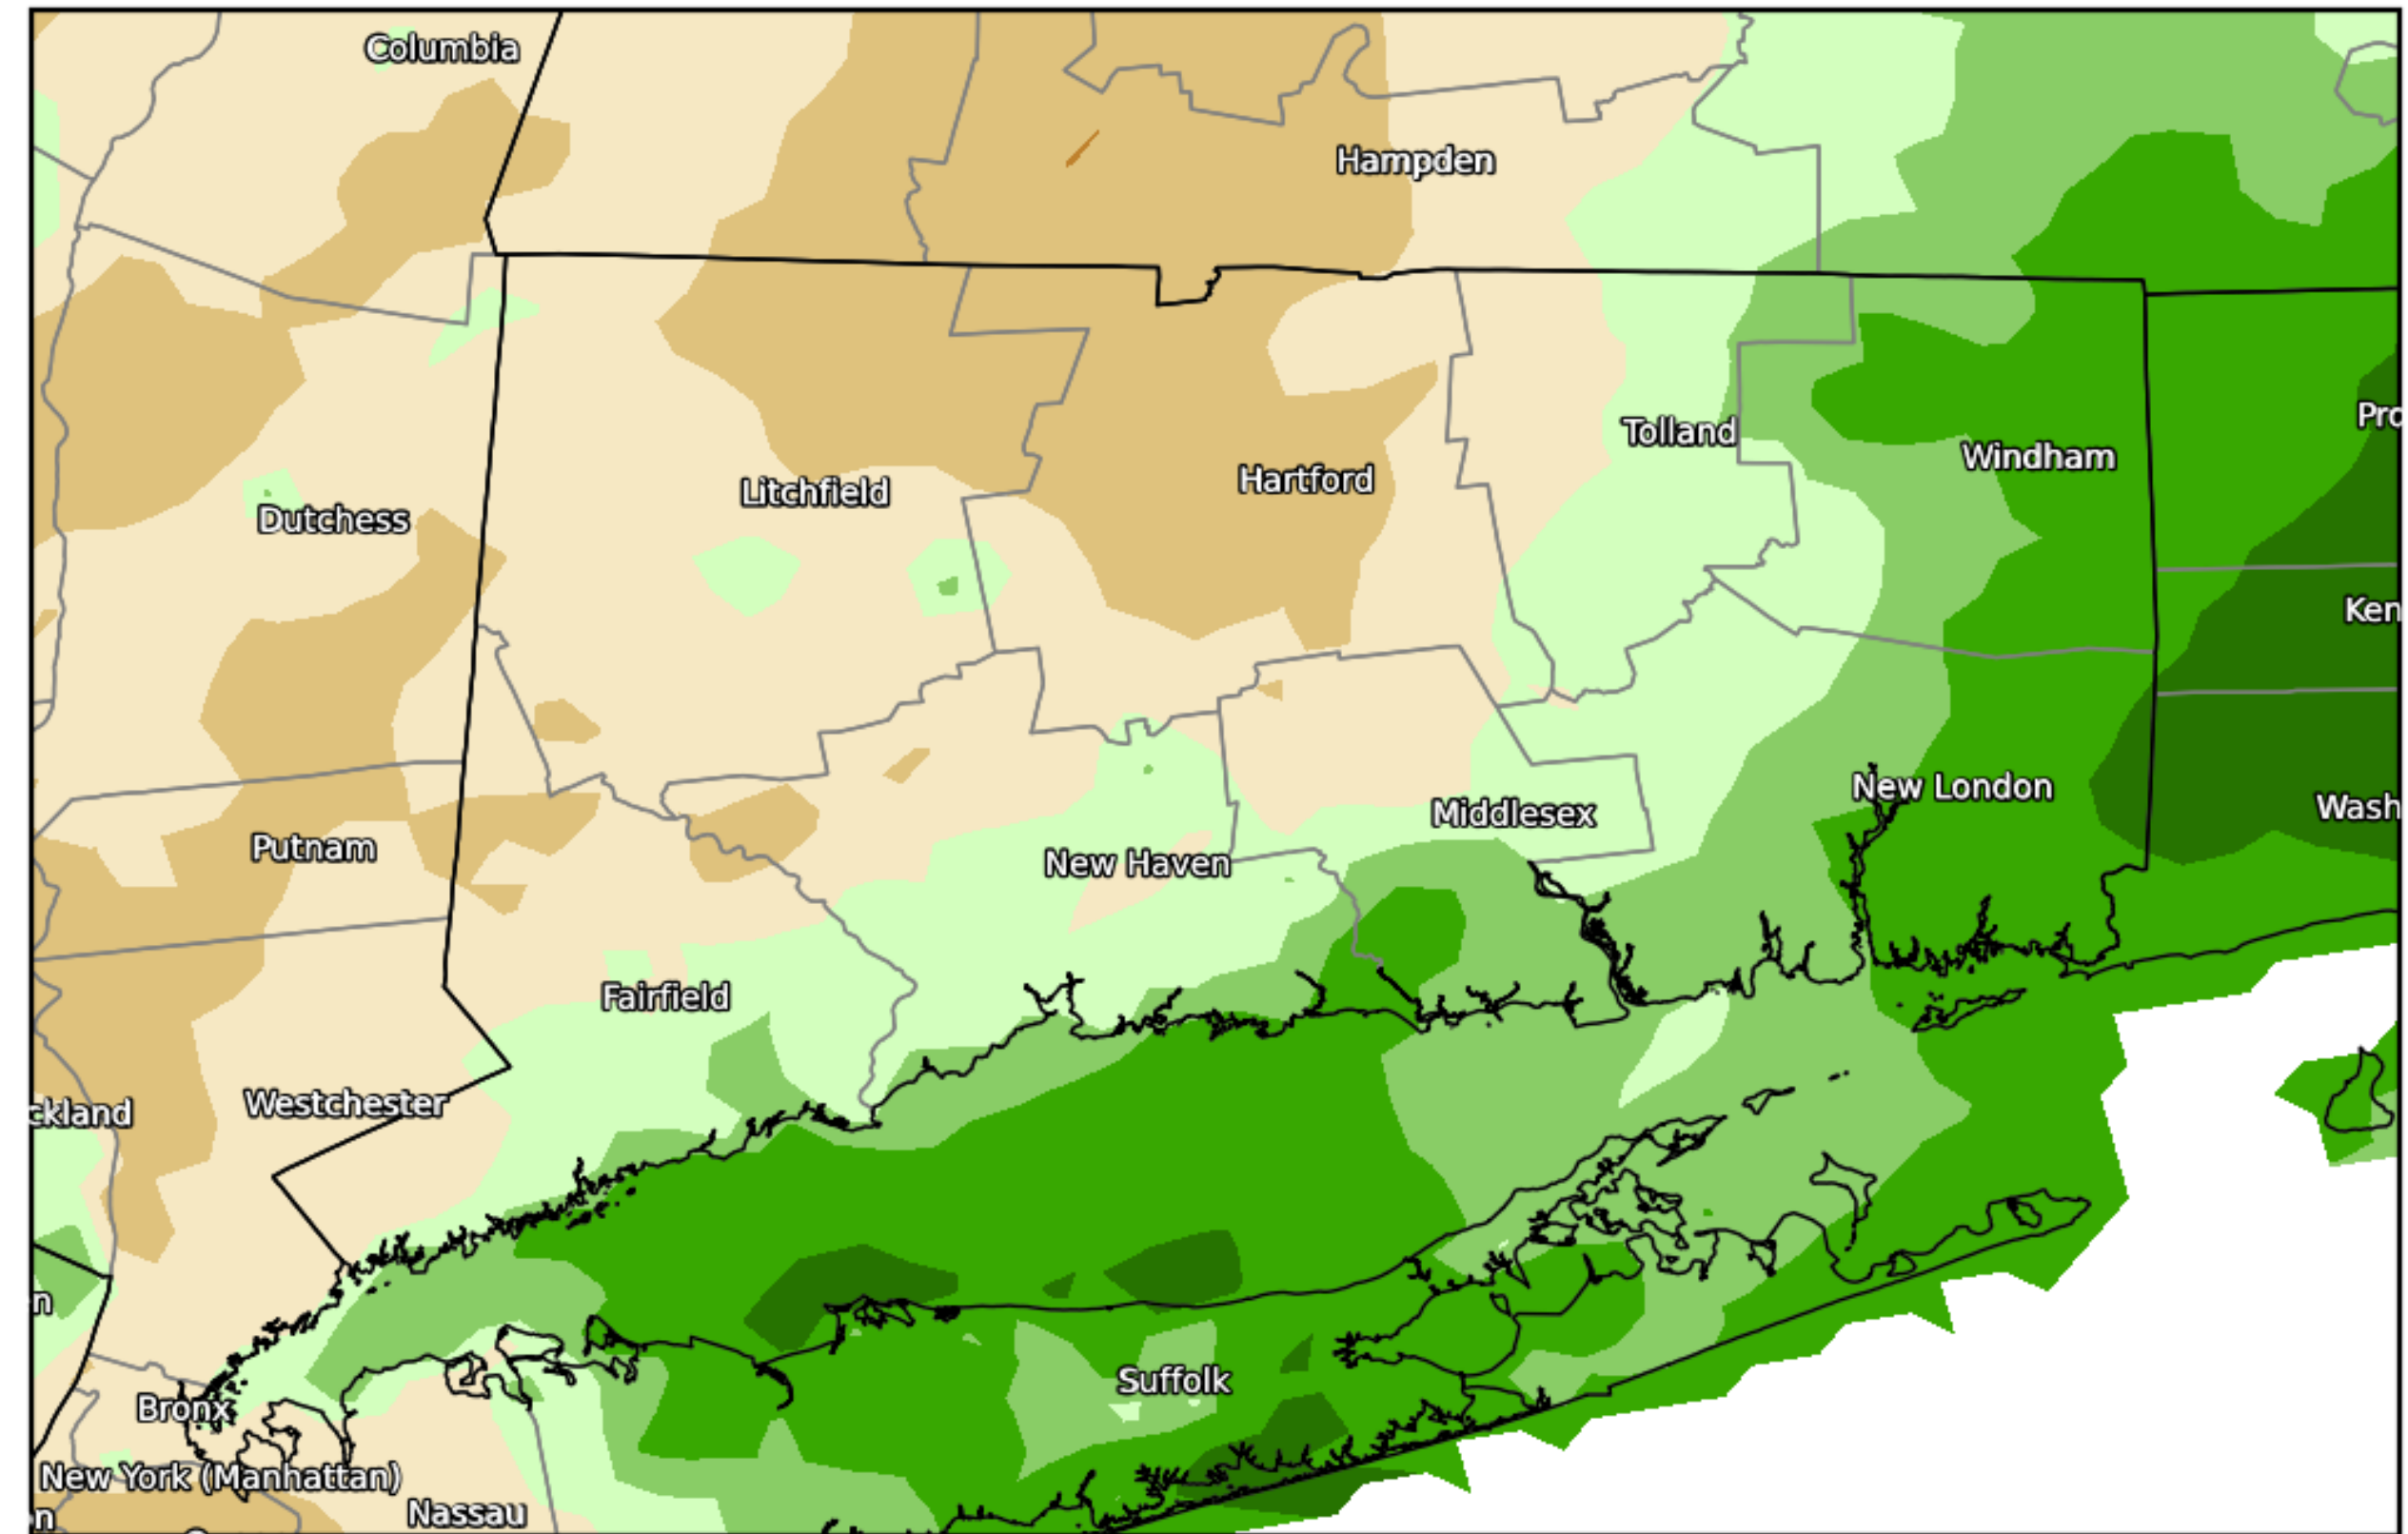 Columbia
Hampden
Pro
Tolland
Windham
Hartford
Litchfield
Dutchess
Ken
New London
Wash
Middlesex
Putnam
New Haven
Fairfield
Westchester
ckland
n
Suffolk
Bronx
New York (Manhattan)
Nassau
n